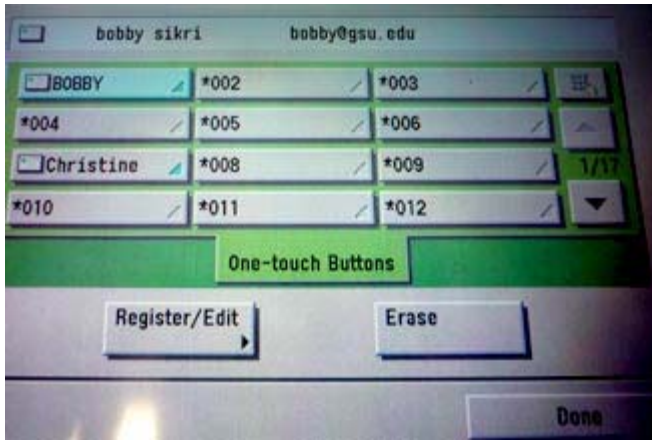 bobby sikri bobby@gsu.edu
BOBBY *002 *003
*004 *005 *006
Christine *008 *009 1/17
*010 *011 *012
One-touch Buttons
Register/Edit Erase
Done